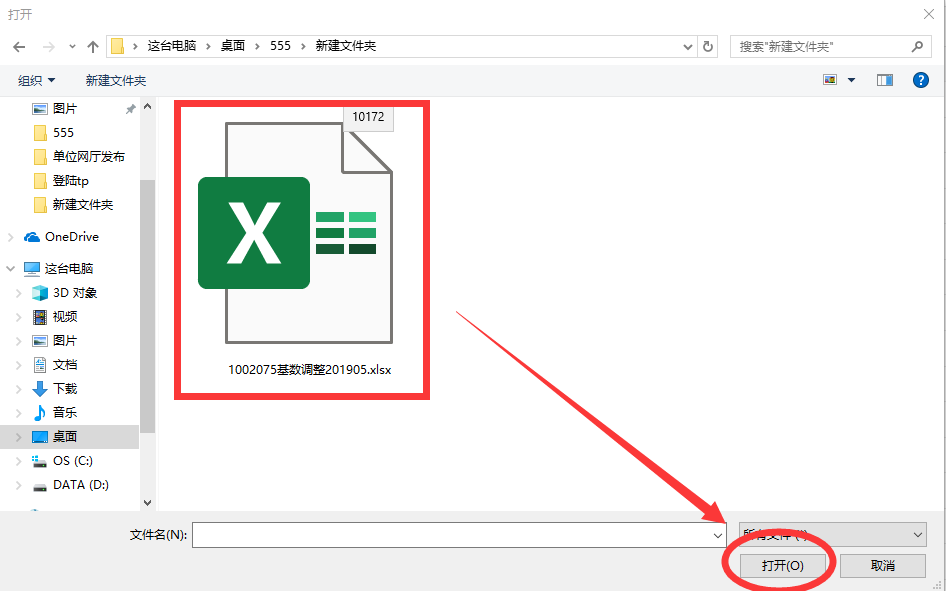 打开
这台电脑 › 桌面 › 555 › 新建文件夹
搜索"新建文件夹"
组织
新建文件夹
图片
555
单位网厅发布
登陆tp
新建文件夹
OneDrive
这台电脑
3D 对象
视频
图片
文档
下载
音乐
桌面
OS (C:)
DATA (D:)
10172
X
1002075基数调整201905.xlsx
文件名(N):
所有文件 (*)
打开(O)
取消